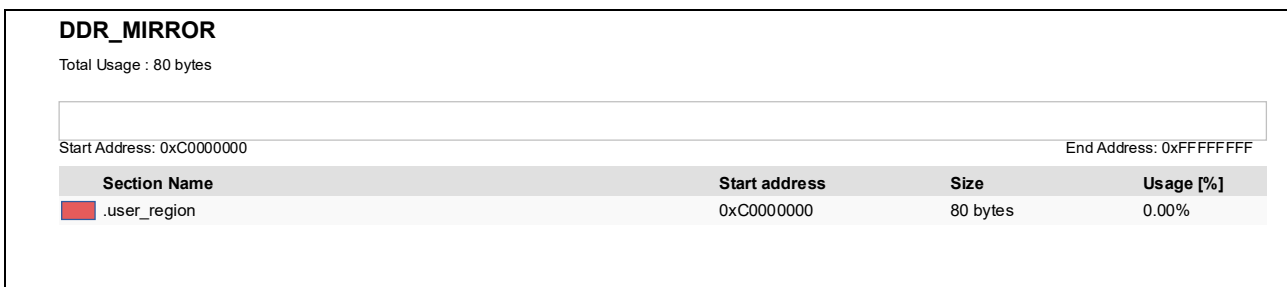 DDR_MIRROR
Total Usage : 80 bytes
Start Address: 0xC0000000 End Address: 0xFFFFFFFF
Section Name Start address Size Usage [%]
.user_region 0xC0000000 80 bytes 0.00%